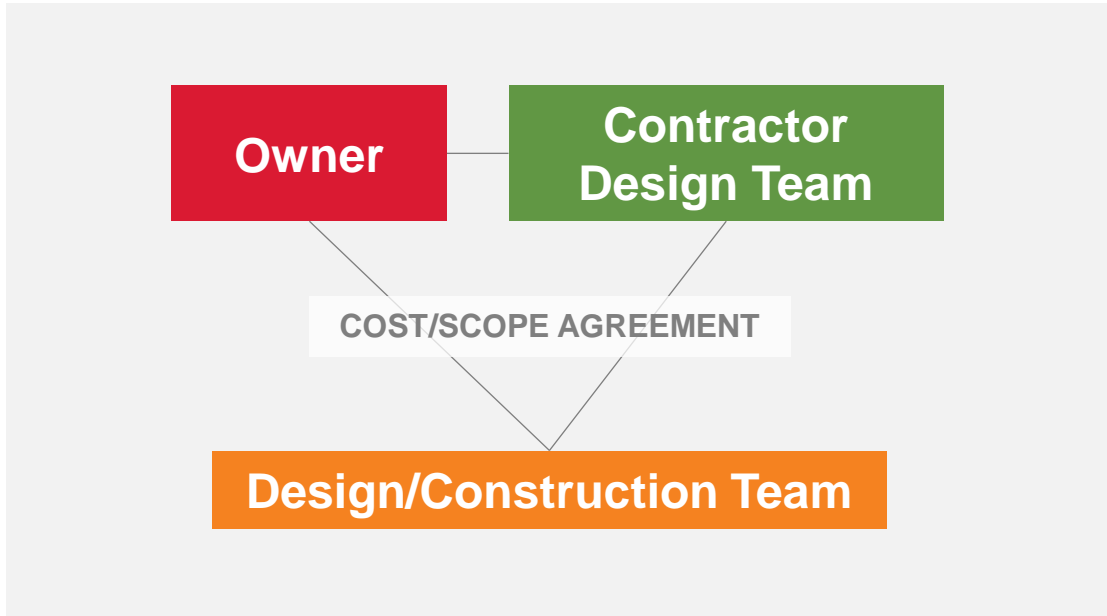 Owner
Contractor
Design Team
COST/SCOPE AGREEMENT
Design/Construction Team